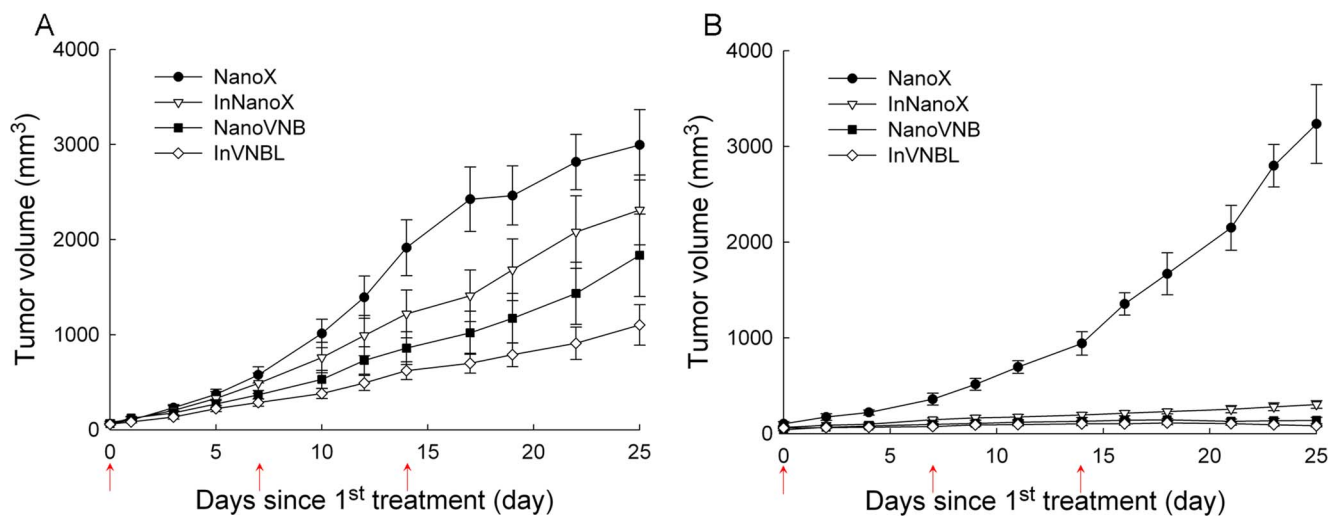 A
Tumor volume (mm³)
4000
3000
2000
1000
0
NanoX
InNanoX
NanoVNB
InVNBL
0 5 10 15 20 25
Days since 1ˢᵗ treatment (day)
B
Tumor volume (mm³)
4000
3000
2000
1000
0
NanoX
InNanoX
NanoVNB
InVNBL
0 5 10 15 20 25
Days since 1ˢᵗ treatment (day)